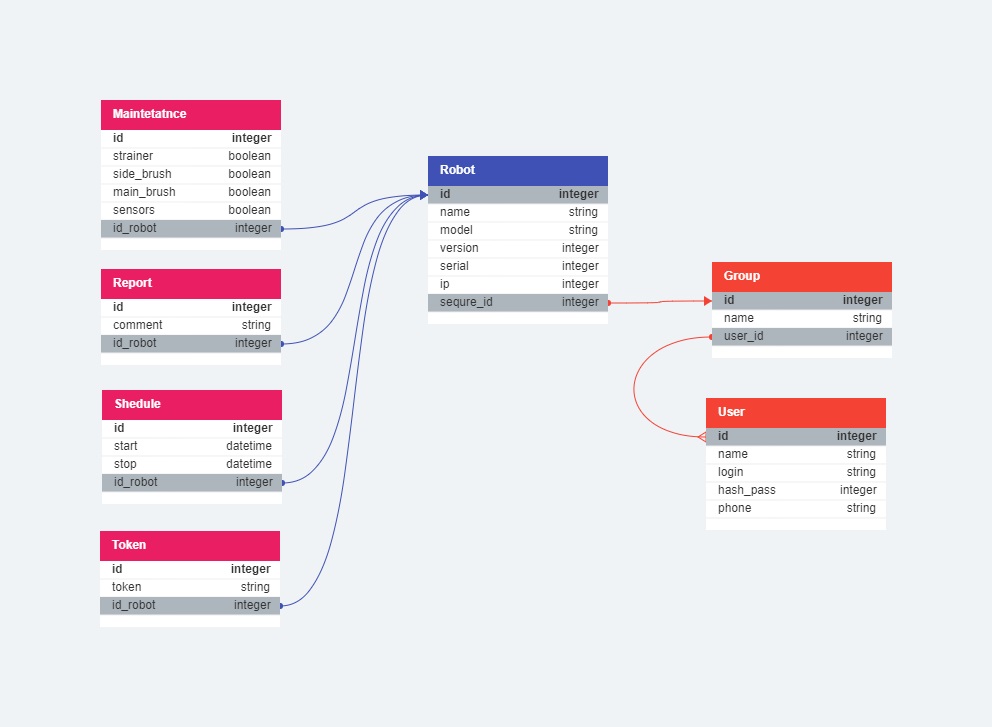 Maintetatnce
id integer
strainer boolean
side_brush boolean
main_brush boolean
sensors boolean
id_robot integer
Report
id integer
comment string
id_robot integer
Shedule
id integer
start datetime
stop datetime
id_robot integer
Token
id integer
token string
id_robot integer
Robot
id integer
name string
model string
version integer
serial integer
ip integer
sequre_id integer
Group
id integer
name string
user_id integer
User
id integer
name string
login string
hash_pass integer
phone string